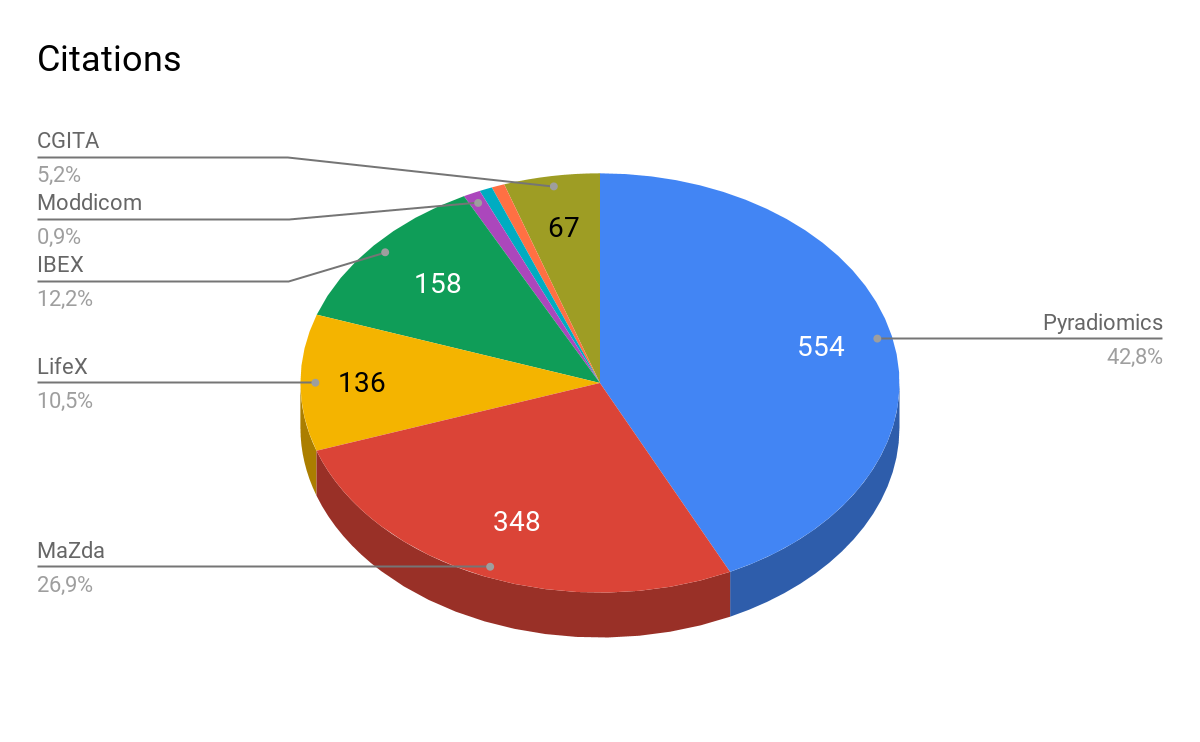 Citations
CGITA
5,2%
Moddicom
0,9%
IBEX
12,2%
LifeX
10,5%
MaZda
26,9%
67
158
136
348
554
Pyradiomics
42,8%